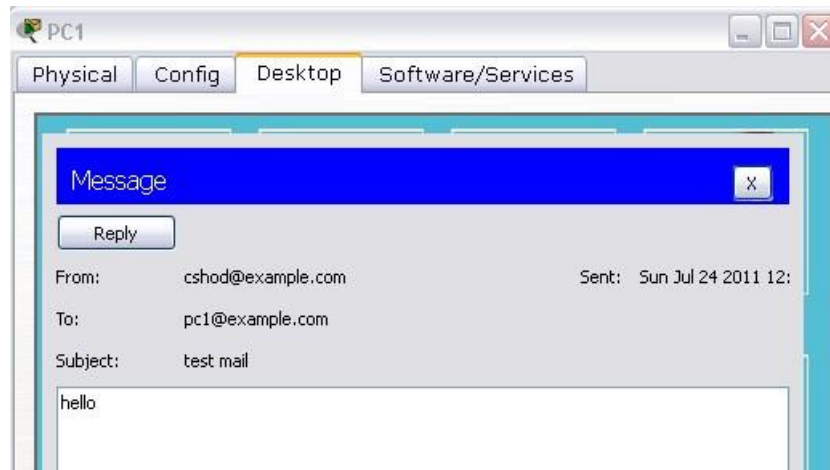 PC1
Physical Config Desktop Software/Services
Message X
Reply
From: cshod@example.com Sent: Sun Jul 24 2011 12:
To: pc1@example.com
Subject: test mail
hello